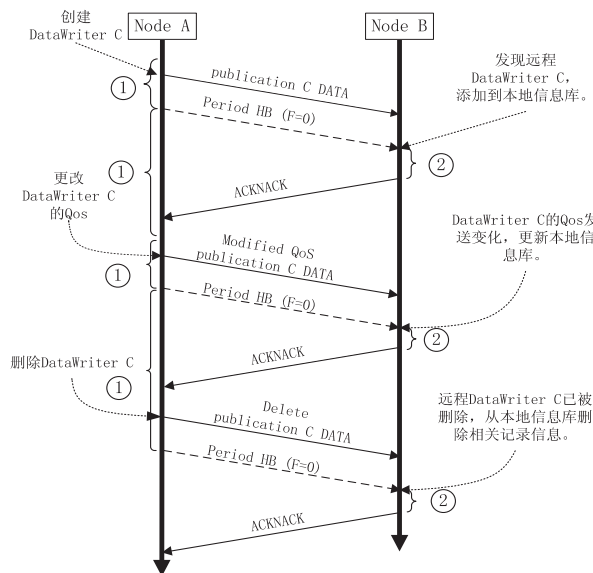 创建
DataWriter C
Node A
Node B
发现远程
DataWriter C,
添加到本地信息库。
publication C DATA
①
Period HB (F=0)
①
②
ACKNACK
更改
DataWriter C
的Qos
DataWriter C的Qos发
送变化，更新本地信
息库。
Modified QoS
publication C DATA
①
Period HB (F=0)
②
ACKNACK
删除DataWriter C
①
Delete
publication C DATA
远程DataWriter C已被
删除，从本地信息库删
除相关记录信息。
Period HB (F=0)
②
ACKNACK